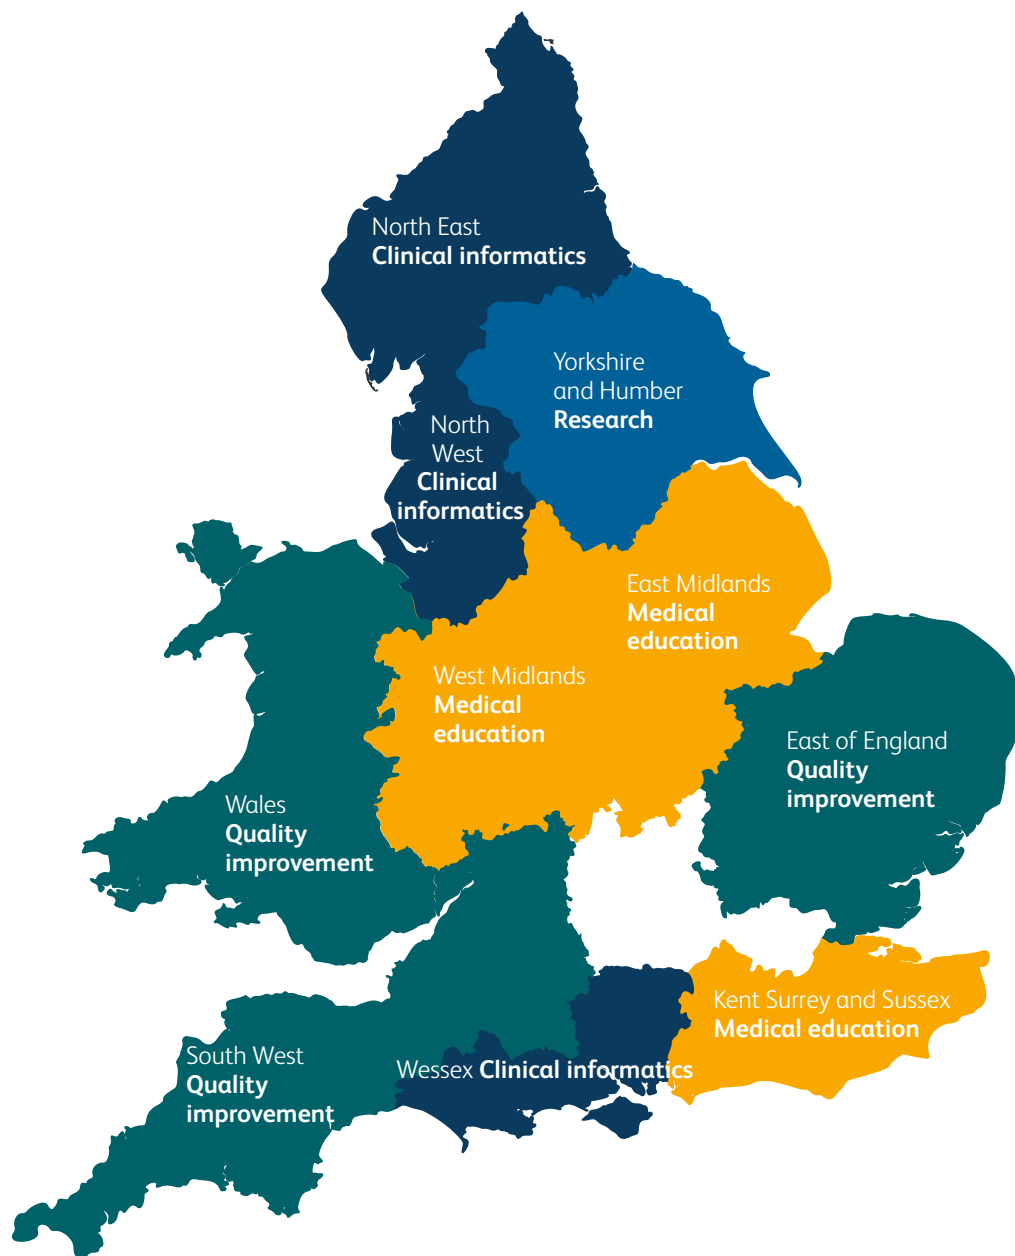 North East
Clinical informatics
Yorkshire
and Humber
Research
North
West
Clinical
informatics
East Midlands
Medical
education
West Midlands
Medical
education
East of England
Quality
improvement
Wales
Quality
improvement
Kent Surrey and Sussex
Medical education
South West
Quality
improvement
Wessex Clinical informatics